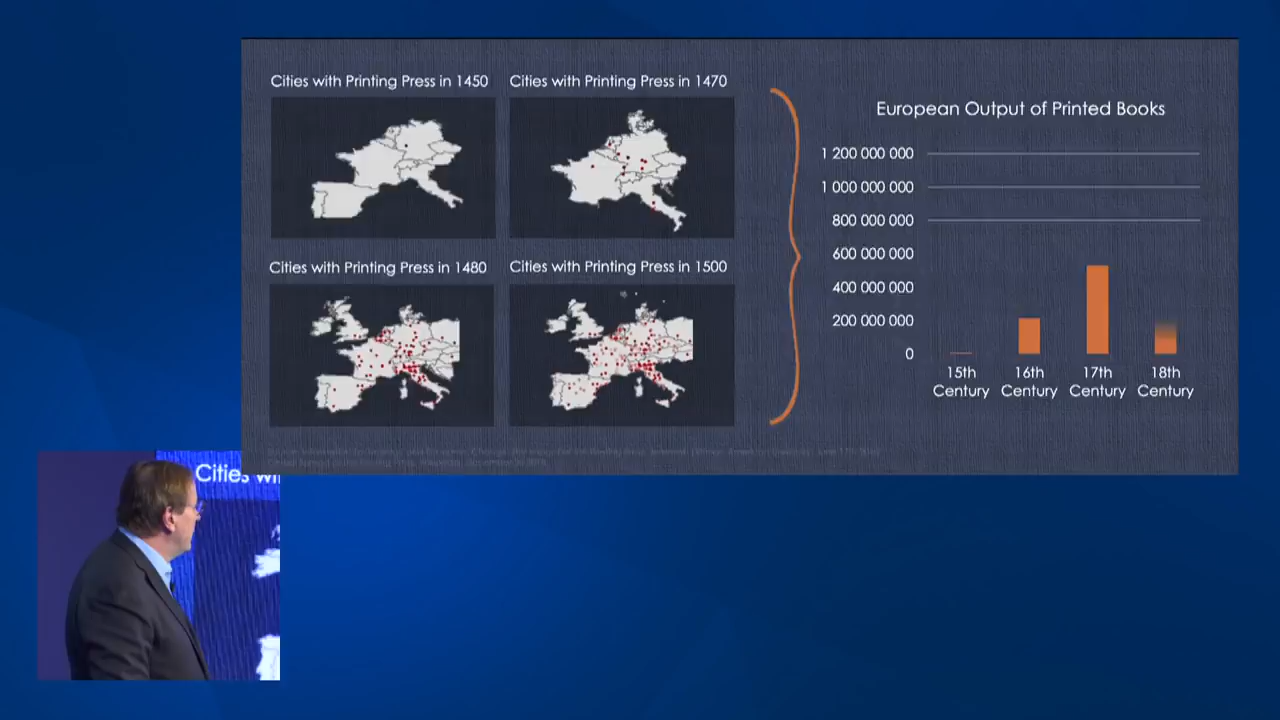 Cities with Printing Press in 1450
Cities with Printing Press in 1470
Cities with Printing Press in 1480
Cities with Printing Press in 1500
European Output of Printed Books
1 200 000 000
1 000 000 000
800 000 000
600 000 000
400 000 000
200 000 000
0
15th
Century
16th
Century
17th
Century
18th
Century
Cities